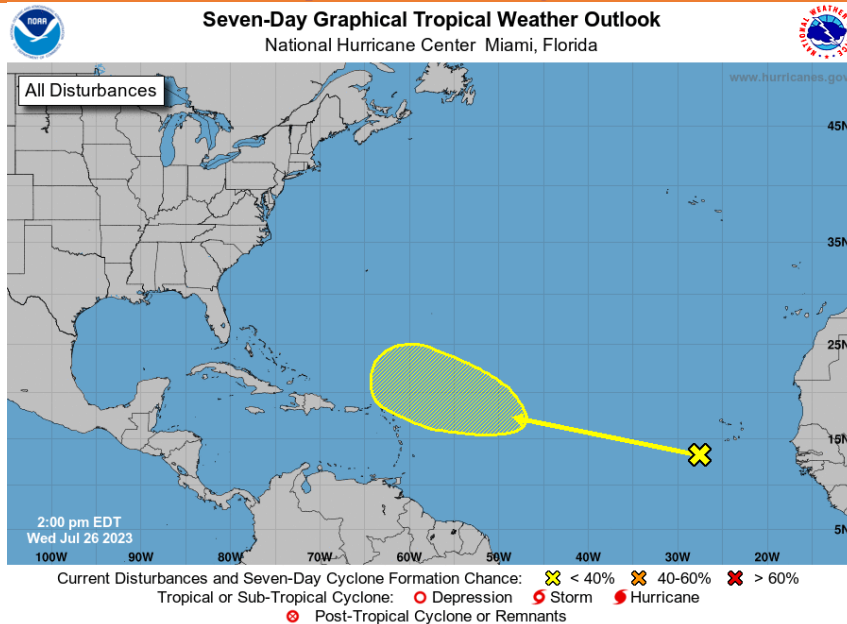 Seven-Day Graphical Tropical Weather Outlook
National Hurricane Center Miami, Florida
NOAA
NATIONAL WEATHER
All Disturbances
www.hurricanes.gov
45N
35N
25N
15N
5N
2:00 pm EDT
Wed Jul 26 2023
100W 90W 80W 70W 60W 50W 40W 30W 20W
Current Disturbances and Seven-Day Cyclone Formation Chance: < 40% 40-60% > 60%
Tropical or Sub-Tropical Cyclone: Depression Storm Hurricane
Post-Tropical Cyclone or Remnants